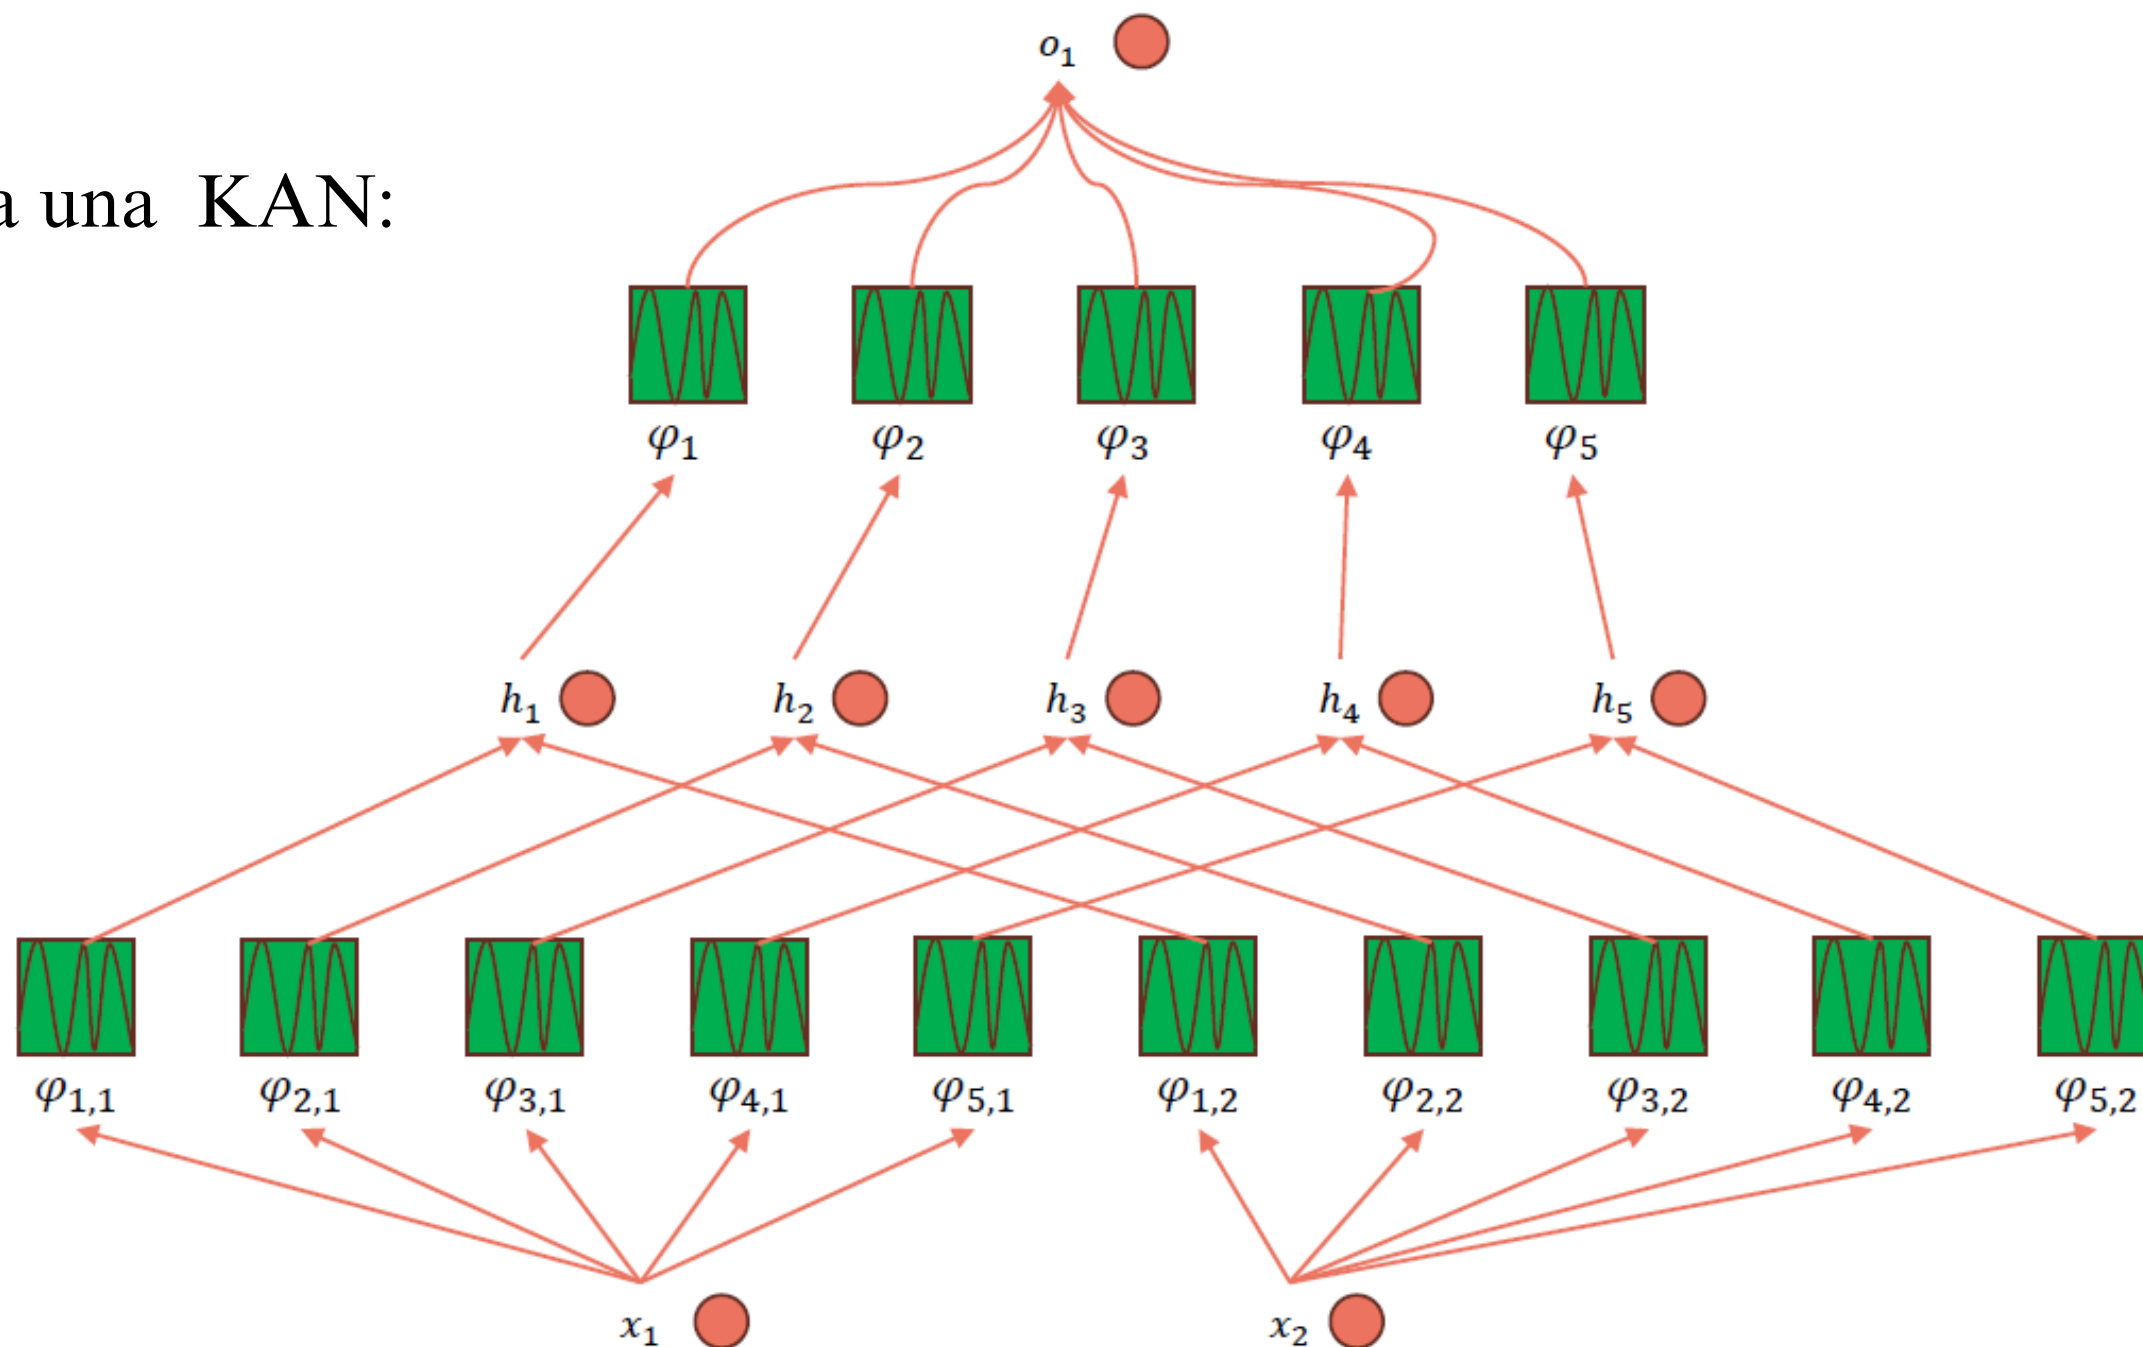 o₁
a una KAN:
φ₁ φ₂ φ₃ φ₄ φ₅
h₁ h₂ h₃ h₄ h₅
φ₁,₁ φ₂,₁ φ₃,₁ φ₄,₁ φ₅,₁ φ₁,₂ φ₂,₂ φ₃,₂ φ₄,₂ φ₅,₂
x₁ x₂